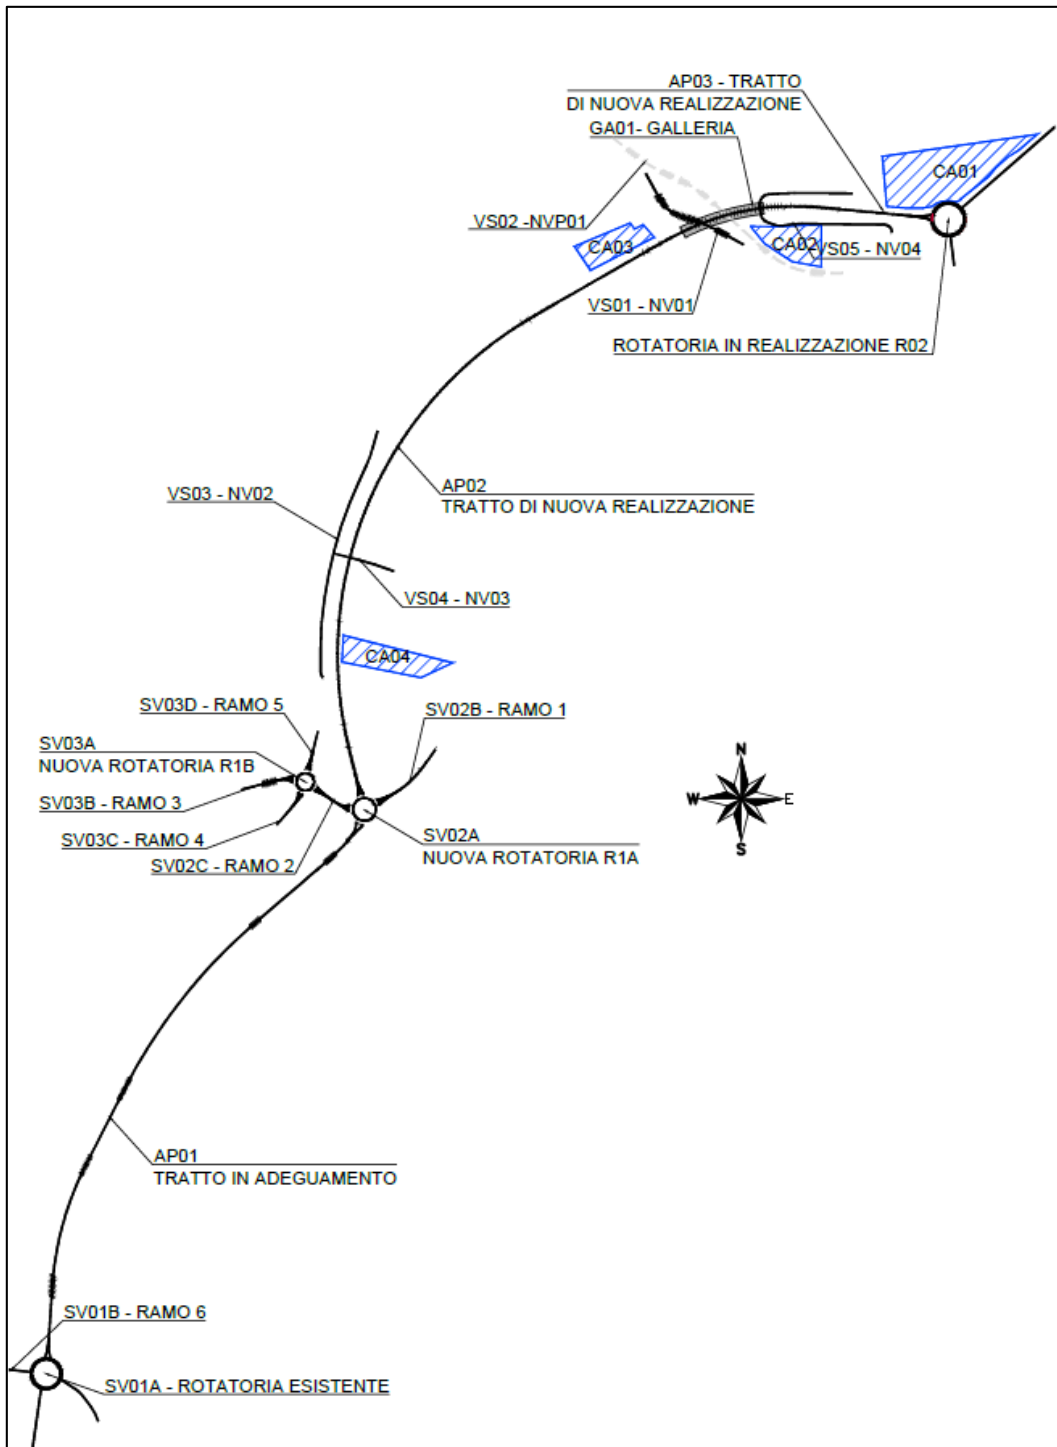 AP03 - TRATTO
DI NUOVA REALIZZAZIONE
GA01- GALLERIA
CA01
VS02 -NVP01
CA03
CA02
VS05 - NV04
VS01 - NV01
ROTATORIA IN REALIZZAZIONE R02
AP02
TRATTO DI NUOVA REALIZZAZIONE
VS03 - NV02
VS04 - NV03
CA04
SV03D - RAMO 5
SV02B - RAMO 1
SV03A
NUOVA ROTATORIA R1B
SV03B - RAMO 3
SV03C - RAMO 4
SV02C - RAMO 2
SV02A
NUOVA ROTATORIA R1A
N
W
E
S
AP01
TRATTO IN ADEGUAMENTO
SV01B - RAMO 6
SV01A - ROTATORIA ESISTENTE